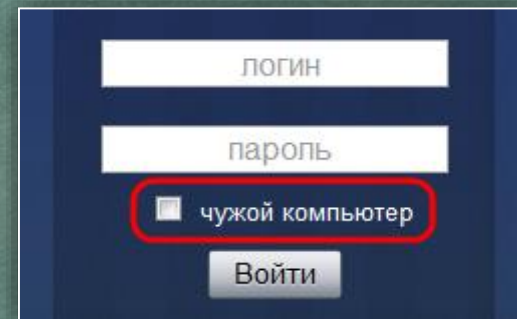 логин
пароль
чужой компьютер
Войти